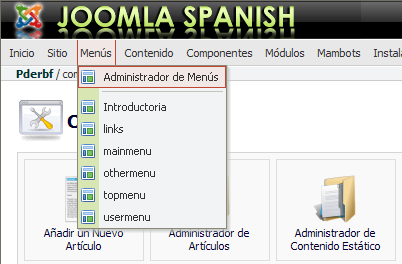 JOOMLA SPANISH
Inicio Sitio Menús Contenido Componentes Módulos Mambots Instala
Pderbf / con
Administrador de Menús
Introductoria
links
mainmenu
othermenu
topmenu
usermenu
Añadir un Nuevo Artículo
Administrador de Artículos
Administrador de Contenido Estático